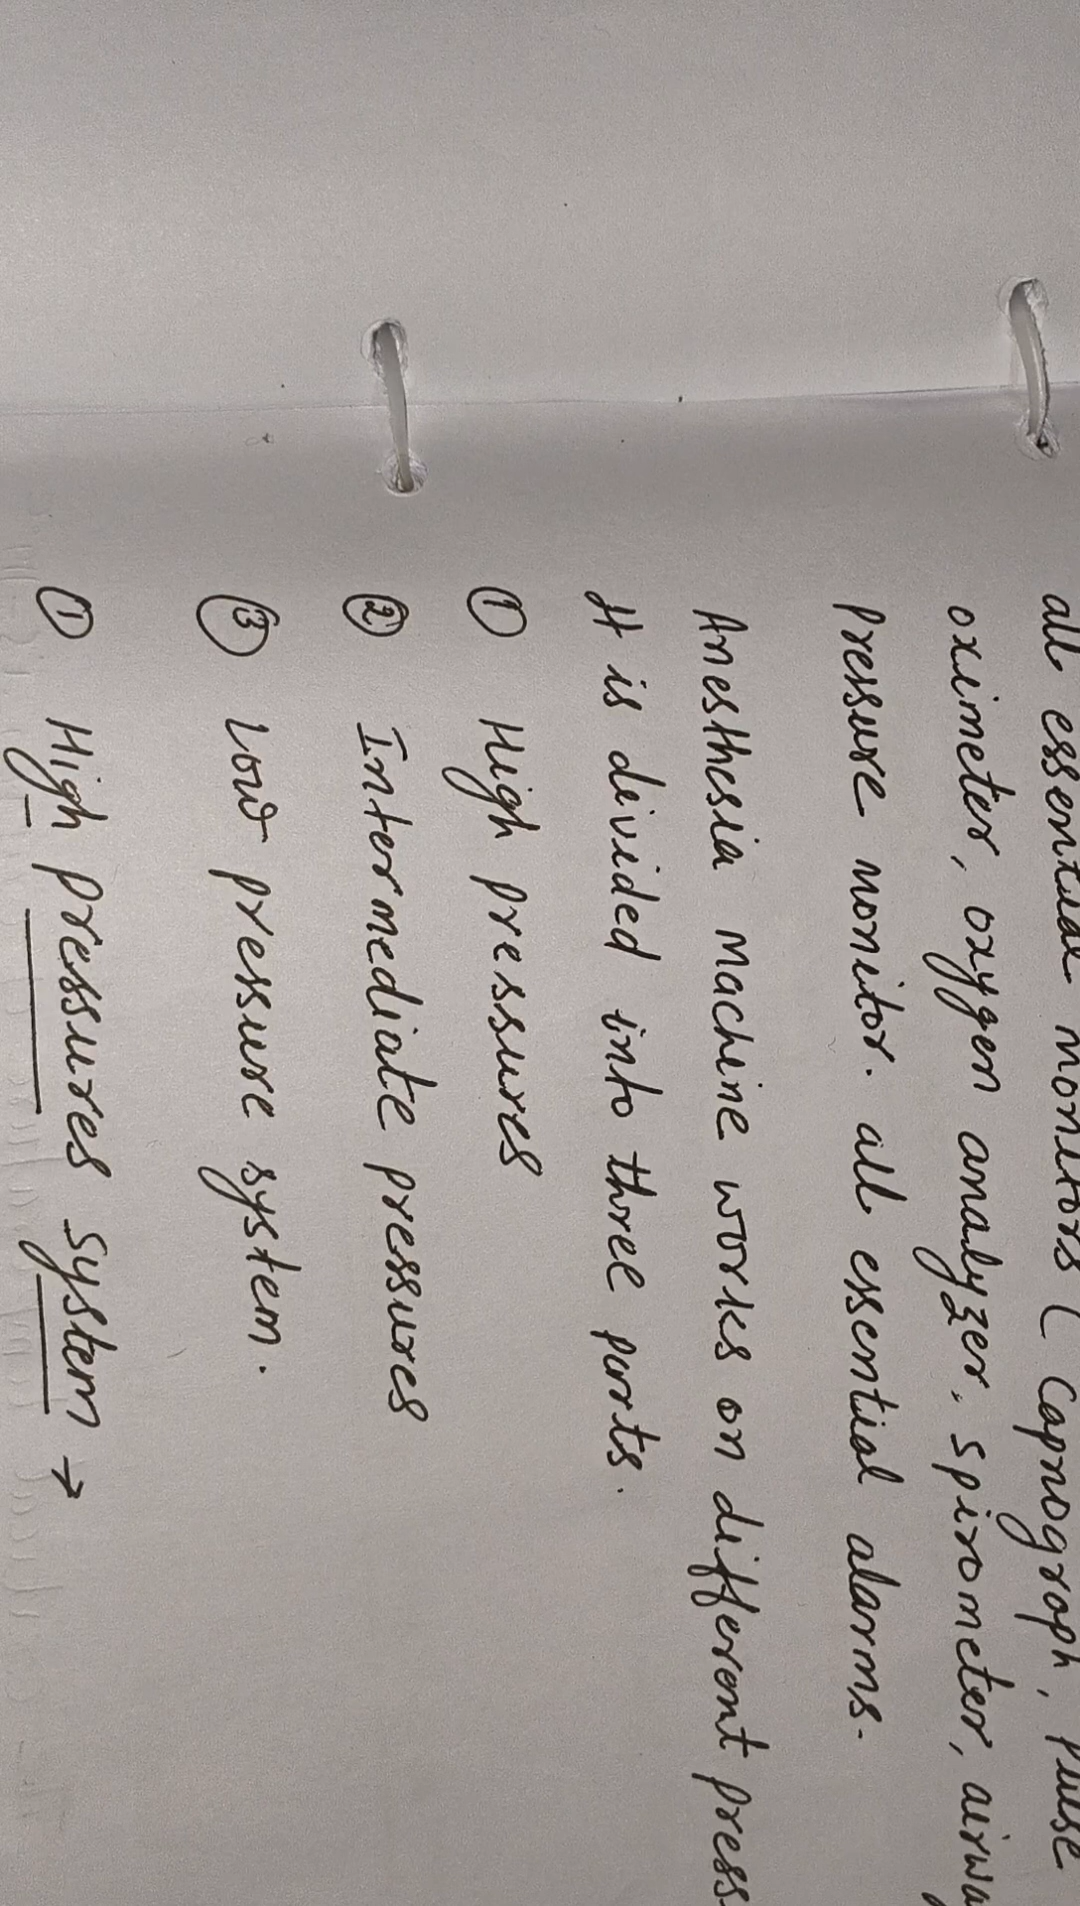 all essential monitors ( Capnograph, Pulse
oximeter, oxygen analyzer, spirometer, airway
Pressure monitor. all essential alarms.
Anesthesia Machine works on different press
It is divided into three parts.
① High pressures
② Intermediate pressures
③ Low pressure system.
① High pressures system →